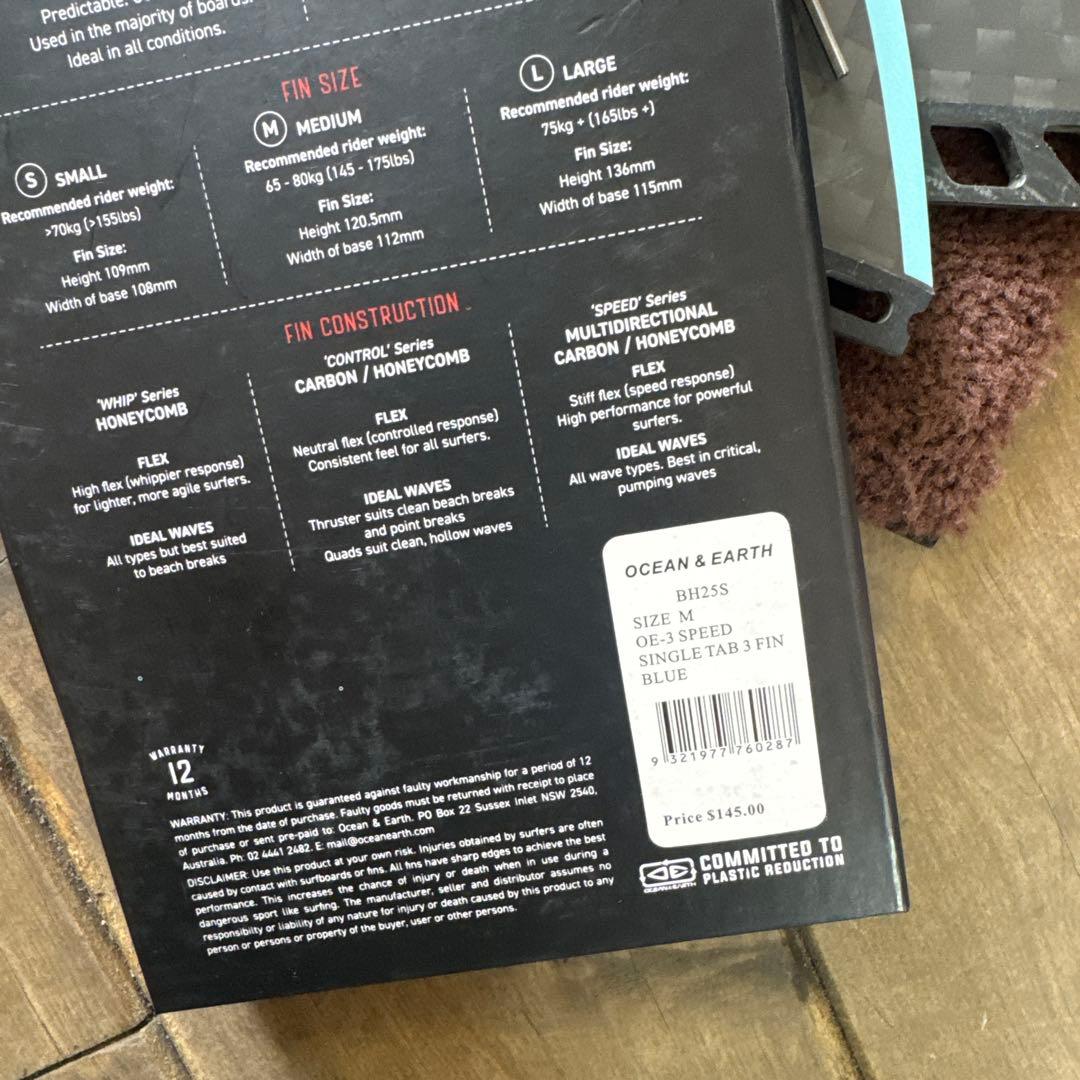 Predictable.
Used in the majority of boards.
Ideal in all conditions.
FIN SIZE
S SMALL
Recommended rider weight:
>70kg (>155lbs)
Fin Size:
Height 109mm
Width of base 108mm
M MEDIUM
Recommended rider weight:
65 - 80kg (145 - 175lbs)
Fin Size:
Height 120.5mm
Width of base 112mm
L LARGE
Recommended rider weight:
75kg + (165lbs +)
Fin Size:
Height 136mm
Width of base 115mm
FIN CONSTRUCTION
'WHIP' Series
HONEYCOMB
FLEX
High flex (whippier response)
for lighter, more agile surfers.
IDEAL WAVES
All types but best suited
to beach breaks
'CONTROL' Series
CARBON / HONEYCOMB
FLEX
Neutral flex (controlled response)
Consistent feel for all surfers.
IDEAL WAVES
Thruster suits clean beach breaks
and point breaks
Quads suit clean, hollow waves
'SPEED' Series
MULTIDIRECTIONAL
CARBON / HONEYCOMB
FLEX
Stiff flex (speed response)
High performance for powerful
surfers.
IDEAL WAVES
All wave types. Best in critical,
pumping waves
OCEAN & EARTH
BH25S
SIZE M
OE-3 SPEED
SINGLE TAB 3 FIN
BLUE
9 321977 760287
Price $145.00
WARRANTY
12
MONTHS
WARRANTY: This product is guaranteed against faulty workmanship for a period of 12
months from the date of purchase. Faulty goods must be returned with receipt to place
of purchase or sent pre-paid to: Ocean & Earth. PO Box 22 Sussex Inlet NSW 2540,
Australia. Ph: 02 4441 2482. E: mail@oceanearth.com
DISCLAIMER: Use this product at your own risk. Injuries obtained by surfers are often
caused by contact with surfboards or fins. All fins have sharp edges to achieve the best
performance. This increases the chance of injury or death when in use during a
dangerous sport like surfing. The manufacturer, seller and distributor assumes no
responsibilty or liability of any nature for injury or death caused by this product to any
person or persons or property of the buyer, user or other persons.
OCEAN & EARTH
COMMITTED TO
PLASTIC REDUCTION